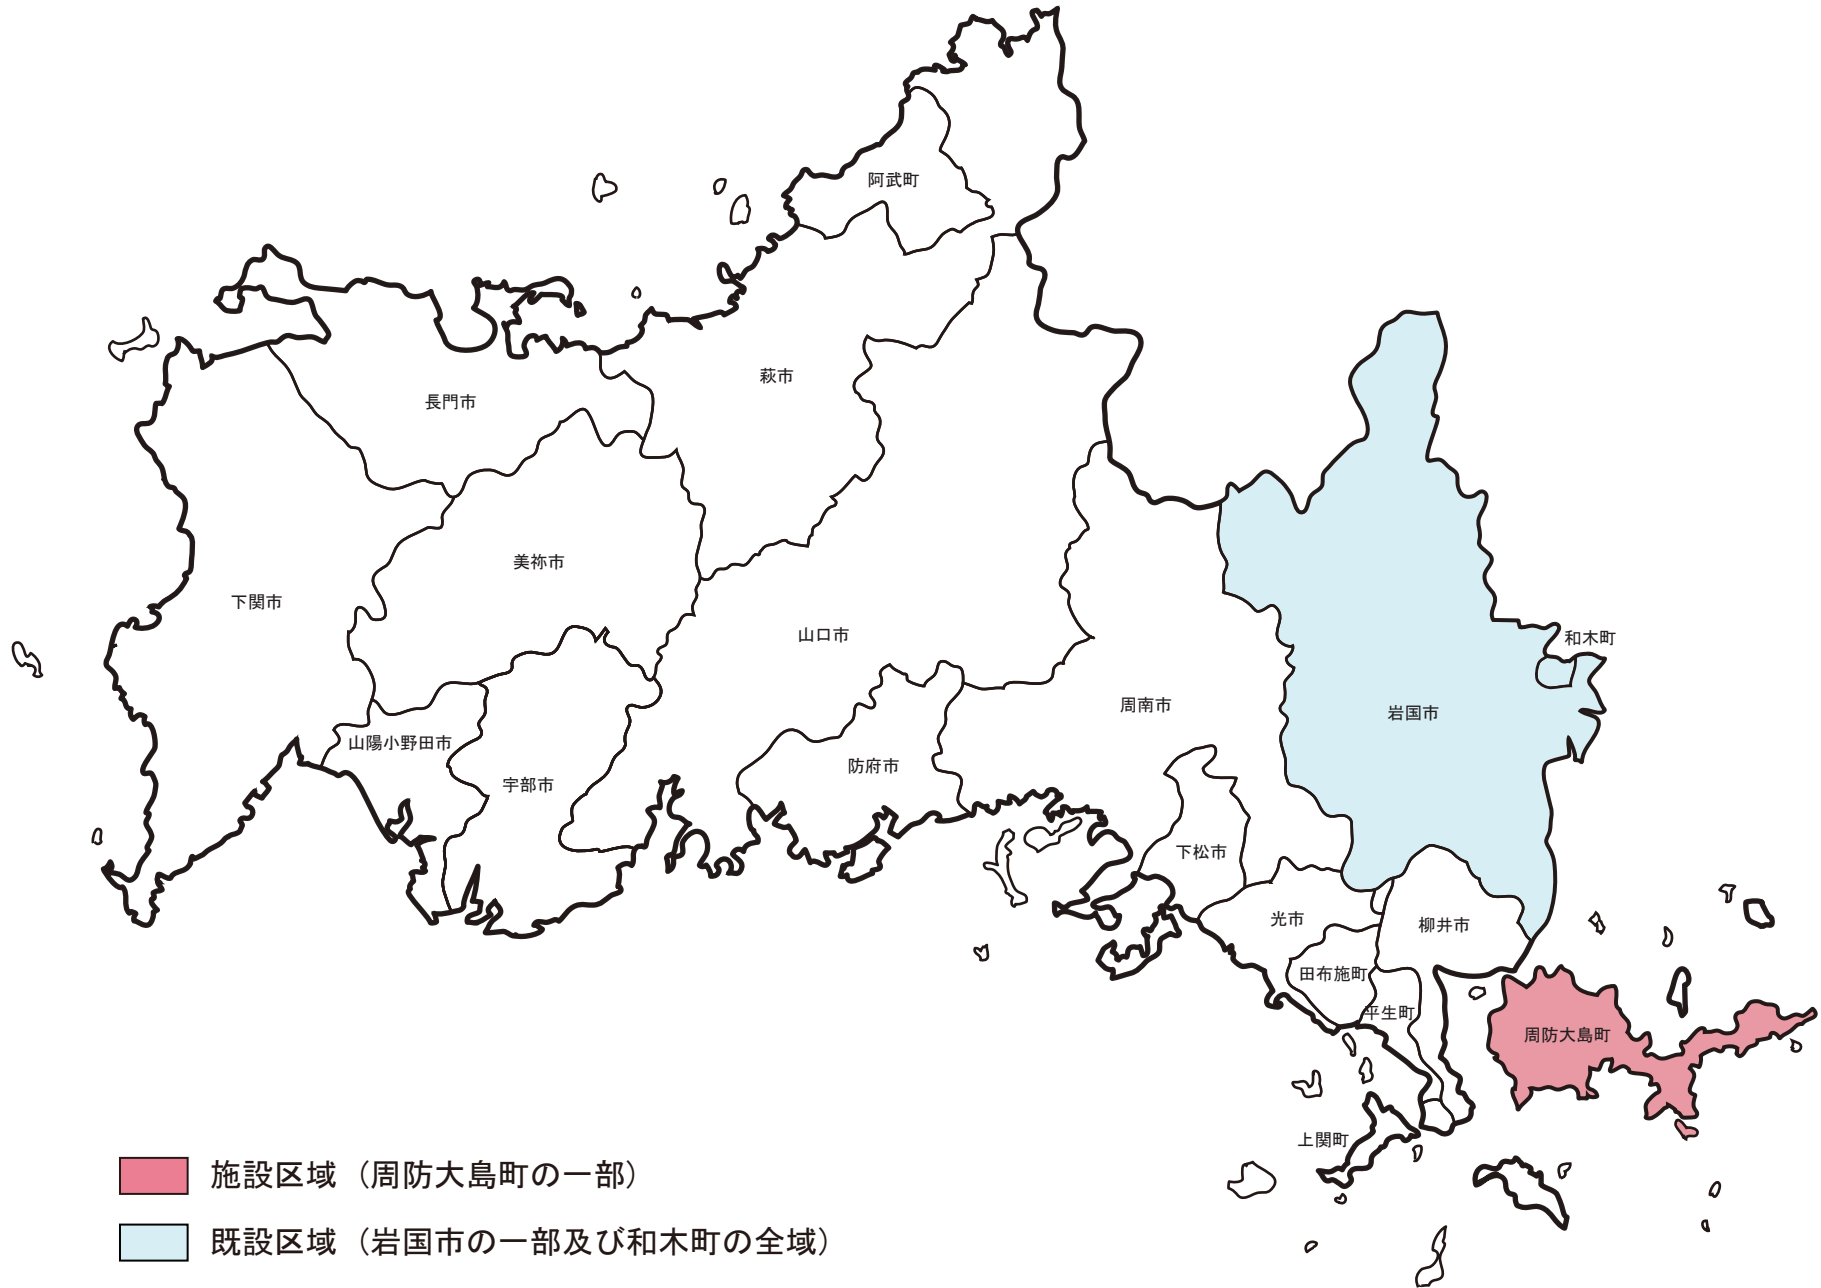 阿武町
萩市
長門市
美祢市
下関市
山口市
和木町
周南市
岩国市
山陽小野田市
防府市
宇部市
下松市
光市
柳井市
田布施町
平生町
周防大島町
上関町
施設区域（周防大島町の一部）
既設区域（岩国市の一部及び和木町の全域）